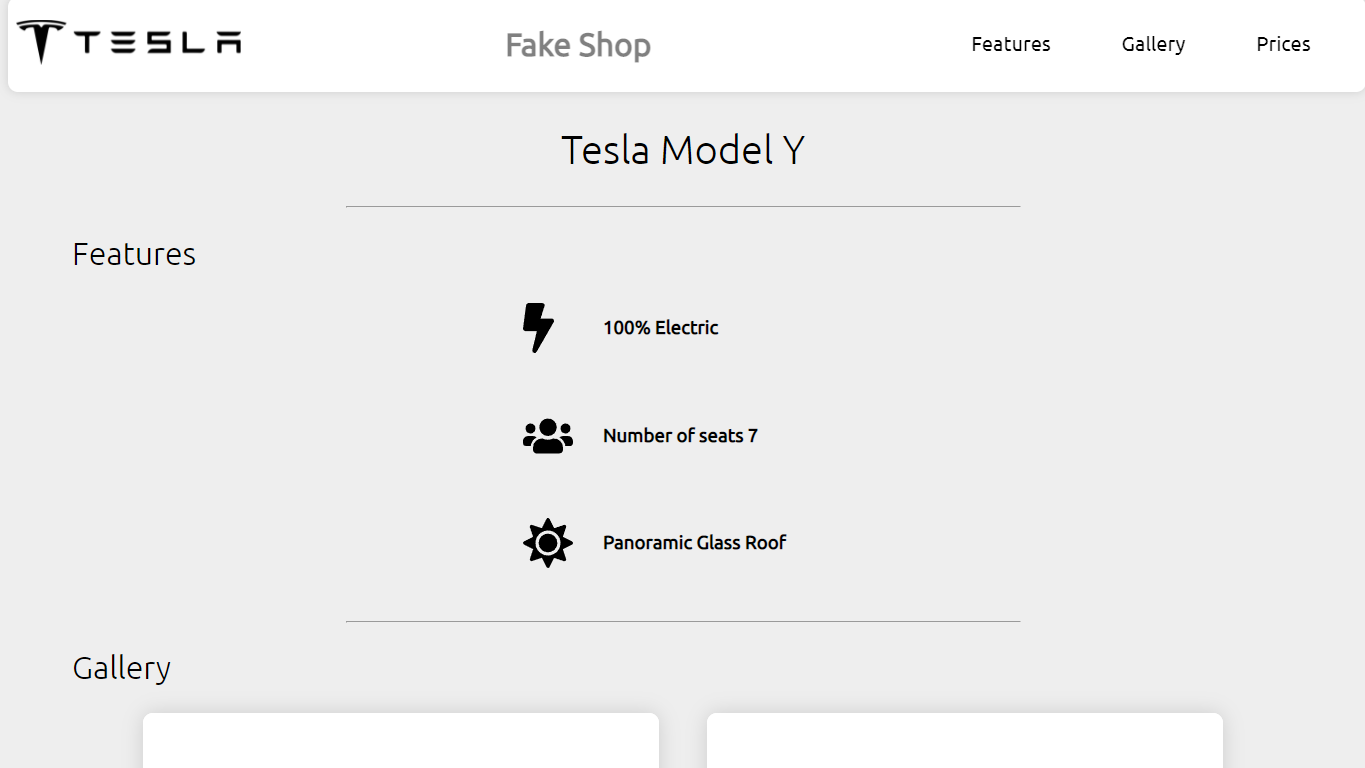 TESLA
Fake Shop
Features
Gallery
Prices
Tesla Model Y
Features
100% Electric
Number of seats 7
Panoramic Glass Roof
Gallery